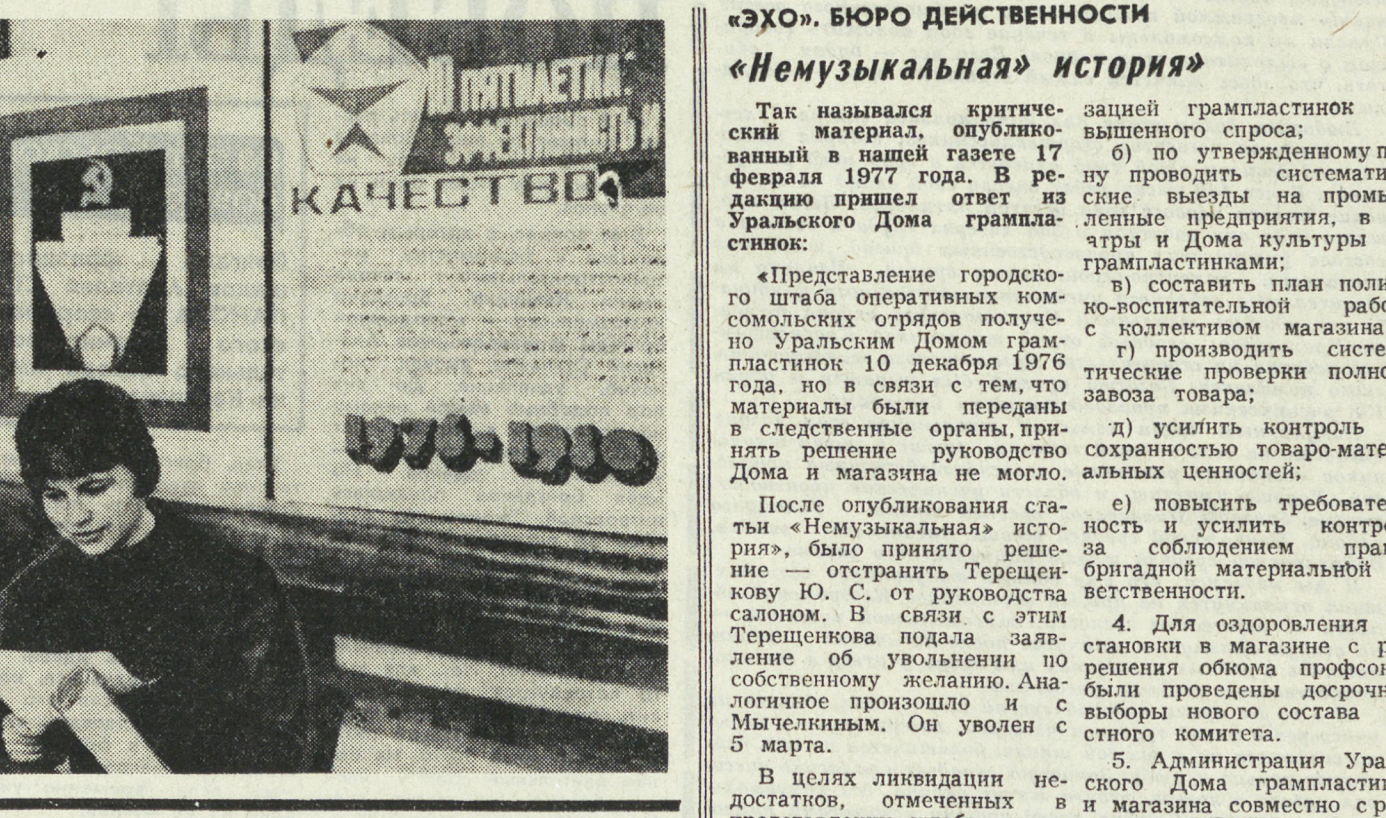 10 ПЯТИЛЕТКА:
ЭФФЕКТИВНОСТЬ И
КАЧЕСТВО
1976-1980
«ЭХО». БЮРО ДЕЙСТВЕННОСТИ
«Немузыкальная» история»
Так назывался критиче-
ский материал, опублико-
ванный в нашей газете 17
февраля 1977 года. В ре-
дакцию пришел ответ из
Уральского Дома грампла-
стинок:
«Представление городско-
го штаба оперативных ком-
сомольских отрядов получе-
но Уральским Домом грам-
пластинок 10 декабря 1976
года, но в связи с тем, что
материалы были переданы
в следственные органы, при-
нять решение руководство
Дома и магазина не могло.
После опубликования ста-
тьи «Немузыкальная» исто-
рия», было принято реше-
ние — отстранить Терещен-
кову Ю. С. от руководства
салоном. В связи с этим
Терещенкова подала заяв-
ление об увольнении по
собственному желанию. Ана-
логичное произошло и с
Мычелкиным. Он уволен с
5 марта.
В целях ликвидации не-
достатков, отмеченных в
зацией грампластинок
вышенного спроса;
б) по утвержденному п
ну проводить системати
ские выезды на промы
ленные предприятия, в
атры и Дома культуры
грампластинками;
в) составить план поли
ко-воспитательной рабо
с коллективом магазина
г) производить систе
тические проверки полно
завоза товара;
д) усилить контроль
сохранностью товаро-мате
альных ценностей;
е) повысить требовате
ность и усилить контро
за соблюдением прав
бригадной материальной
ветственности.
4. Для оздоровления
становки в магазине с р
решения обкома профсою
были проведены досрочн
выборы нового состава
стного комитета.
5. Администрация Ура
ского Дома грампласти
и магазина совместно с р